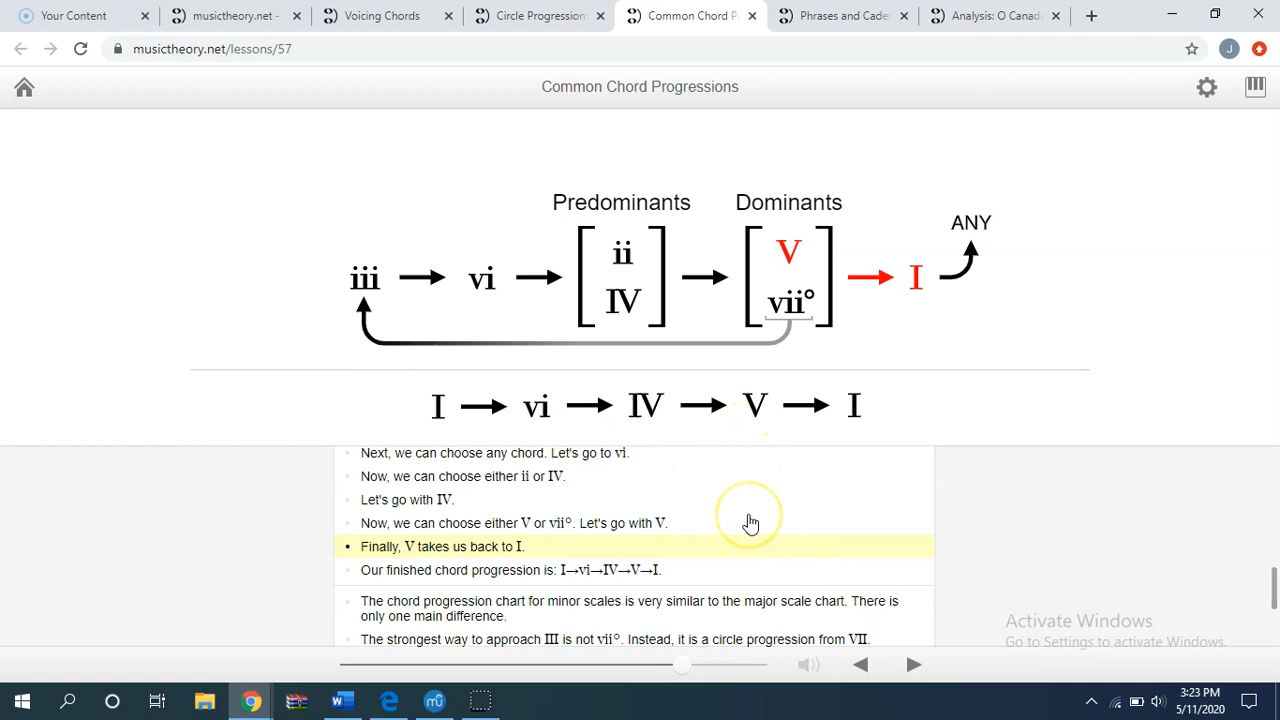 Your Content
musictheory.net -
Voicing Chords
Circle Progression
Common Chord P
Phrases and Cade
Analysis: O Canada
musictheory.net/lessons/57
J
Common Chord Progressions
Predominants
Dominants
ANY
iii → vi → [ii IV] → [V vii°] → I
I → vi → IV → V → I
Next, we can choose any chord. Let's go to vi.
Now, we can choose either ii or IV.
Let's go with IV.
Now, we can choose either V or vii°. Let's go with V.
Finally, V takes us back to I.
Our finished chord progression is: I→vi→IV→V→I.
The chord progression chart for minor scales is very similar to the major scale chart. There is
only one main difference.
The strongest way to approach III is not vii°. Instead, it is a circle progression from VII.
Activate Windows
Go to Settings to activate Windows.
3:23 PM
5/11/2020